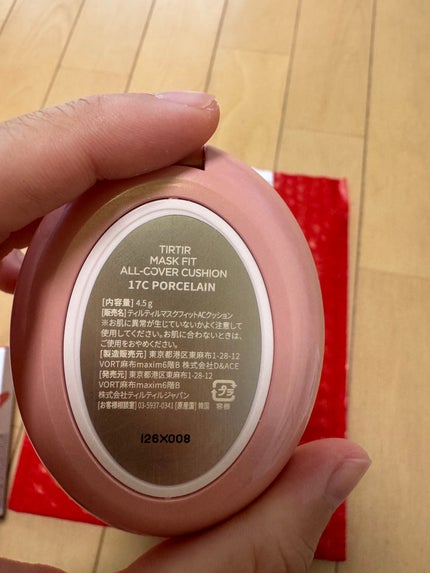 TIRTIR
MASK FIT
ALL-COVER CUSHION
17C PORCELAIN
[内容量] 4.5 g
[販売名] ティルティルマスクフィットACクッション
※お肌に異常が生じていないかよく注意して
使用してください。お肌に合わないときは、
ご使用をおやめください。
[製造販売元] 東京都港区東麻布1-28-12
VORT麻布maxim6階B 株式会社D&ACE
[発売元] 東京都港区東麻布1-28-12
VORT麻布maxim6階B
株式会社ティルティルジャパン
[お客様相談室] 03-5937-0341 [原産国] 韓国
プラ
容器
I26X008